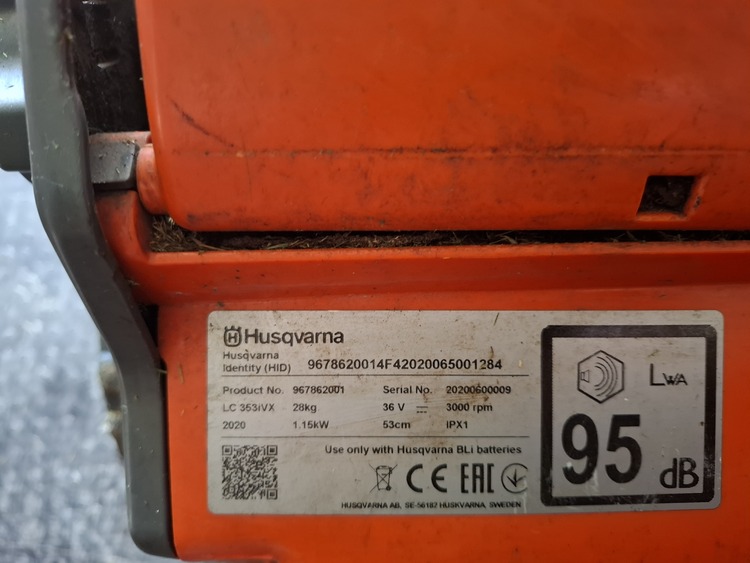 Husqvarna
Husqvarna
Identity (HID) 9678620014F42020065001284
Product No. 967862001 Serial No. 20200600009
LC 353iVX 28kg 36 V 3000 rpm
2020 1.15kW 53cm IPX1
Use only with Husqvarna BLi batteries
CE EAC
HUSQVARNA AB, SE-56182 HUSKVARNA, SWEDEN
LWA
95 dB